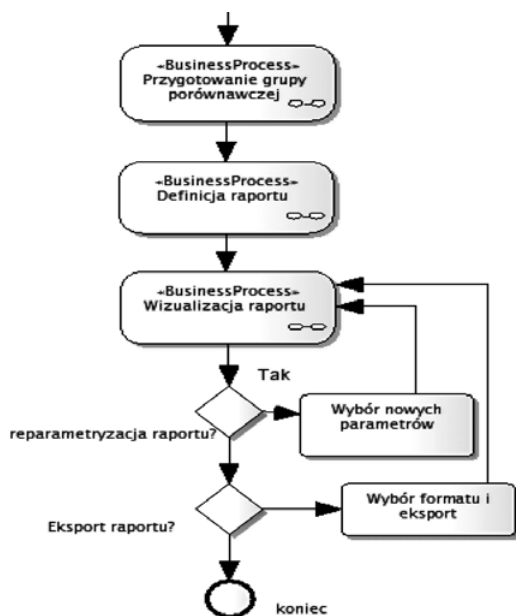 «BusinessProcess»
Przygotowanie grupy
porównawczej
«BusinessProcess»
Definicja raportu
«BusinessProcess»
Wizualizacja raportu
Tak
Wybór nowych
parametrów
reparametryzacja raportu?
Wybór formatu i
eksport
Eksport raportu?
koniec